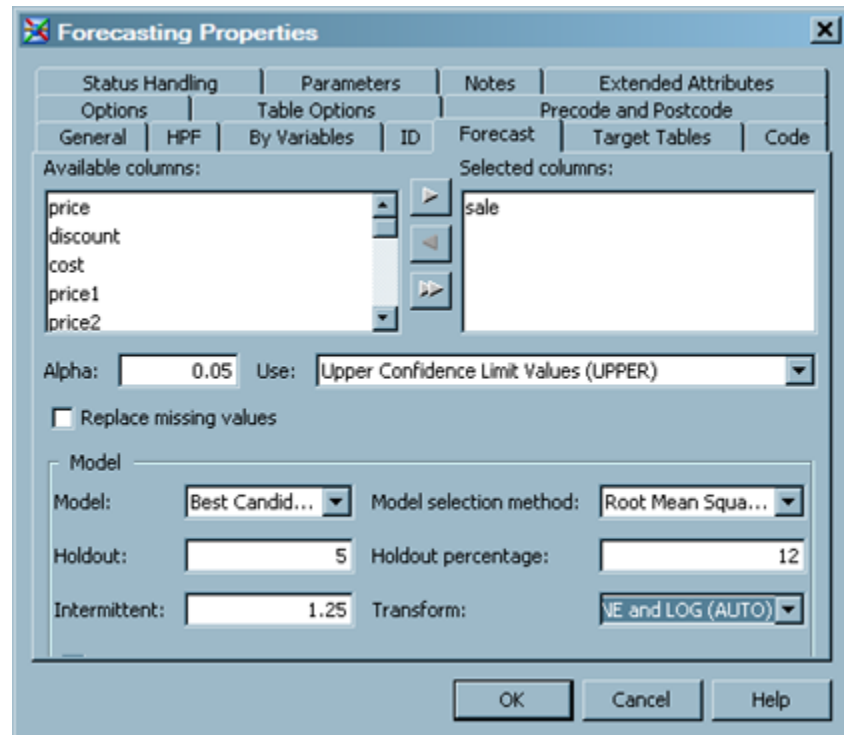 Forecasting Properties
Status Handling Parameters Notes Extended Attributes
Options Table Options Precode and Postcode
General HPF By Variables ID Forecast Target Tables Code
Available columns: Selected columns:
price sale
discount
cost
price1
price2
Alpha: 0.05 Use: Upper Confidence Limit Values (UPPER)
Replace missing values
Model
Model: Best Candid... Model selection method: Root Mean Squa...
Holdout: 5 Holdout percentage: 12
Intermittent: 1.25 Transform: NE and LOG (AUTO)
OK Cancel Help